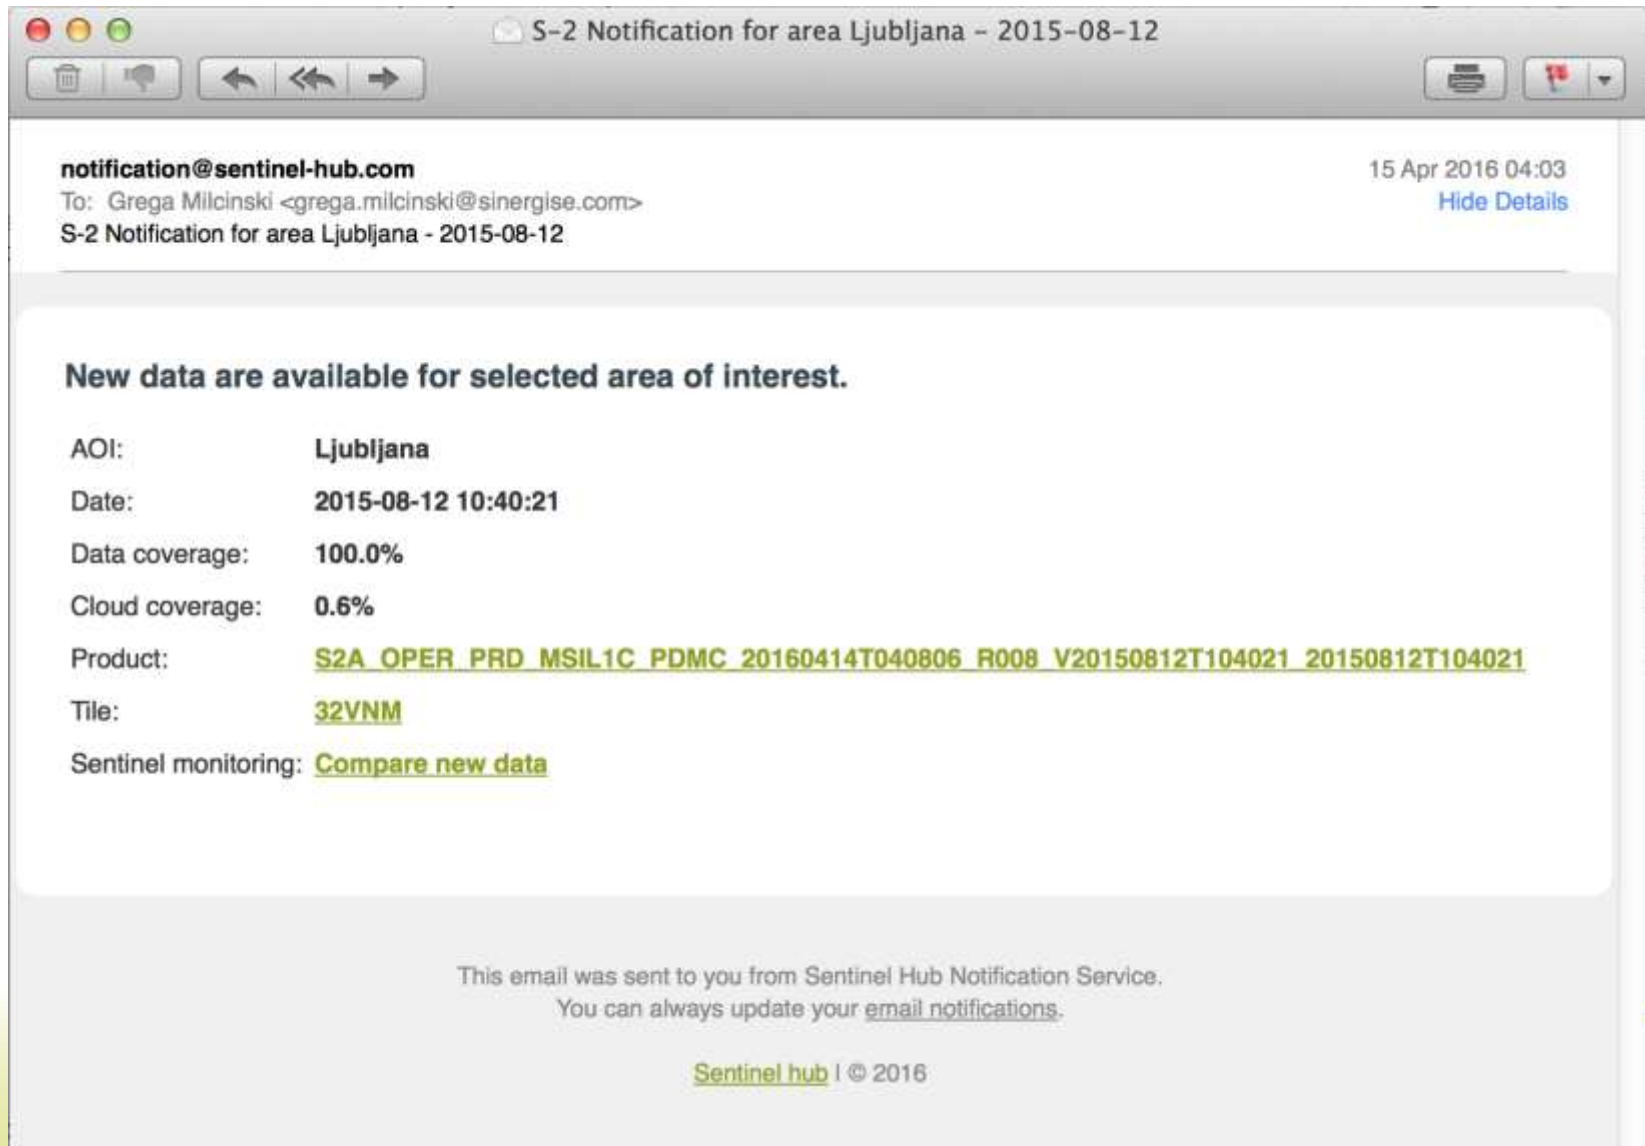 S-2 Notification for area Ljubljana – 2015-08-12
notification@sentinel-hub.com
15 Apr 2016 04:03
To: Grega Milcinski <grega.milcinski@sinergise.com>
Hide Details
S-2 Notification for area Ljubljana - 2015-08-12
New data are available for selected area of interest.
AOI: Ljubljana
Date: 2015-08-12 10:40:21
Data coverage: 100.0%
Cloud coverage: 0.6%
Product: S2A_OPER_PRD_MSIL1C_PDMC_20160414T040806_R008_V20150812T104021_20150812T104021
Tile: 32VNM
Sentinel monitoring: Compare new data
This email was sent to you from Sentinel Hub Notification Service.
You can always update your email notifications.
Sentinel hub | © 2016